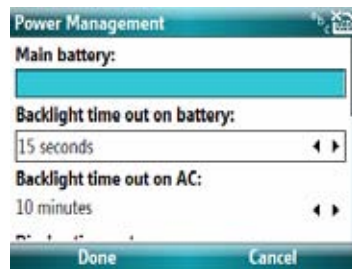 Power Management
Main battery:
Backlight time out on battery:
15 seconds
Backlight time out on AC:
10 minutes
Done
Cancel